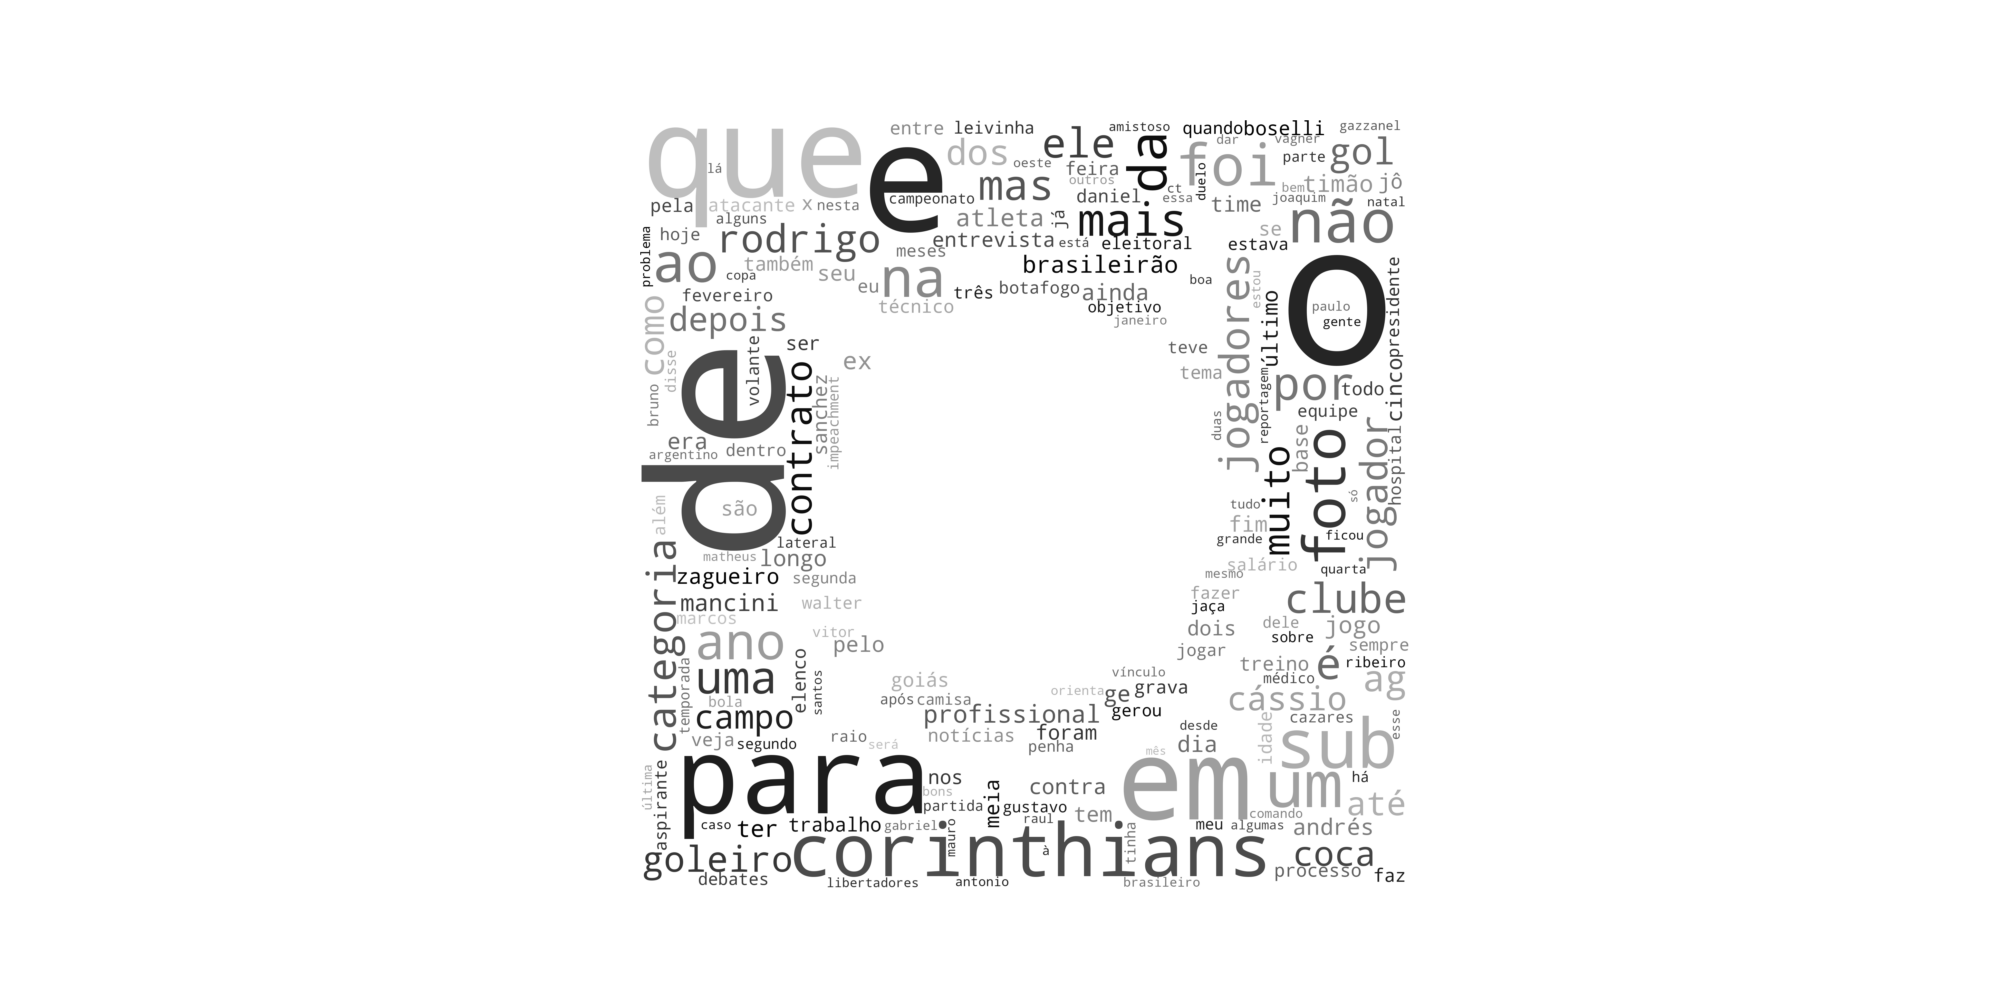 que
e
entre
leivinha
dos
oeste
ele
amistoso
da
quando
boselli
gazzanel
vagner
dar
foi
parte
gol
lá
feira
outros
mas
daniel
ct
essa
duelo
bem
timão
jô
joaquim
natal
time
pela
atacante
x
nesta
campeonato
alguns
atleta
já
mais
se
não
hoje
rodrigo
entrevista
está
eleitoral
estava
problema
ao
também
copa
seu
meses
na
brasileirão
eu
três
botafogo
ainda
boa
objetivo
janeiro
técnico
fevereiro
depois
como
disse
jogadores
estou
último
o
paulo
gente
presidente
cinco
volante
ser
ex
teve
tema
por
todo
reportagem
equipe
bruno
de
contrato
sanchez
impeachment
duas
muito
base
foto
jogador
hospital
só
era
argentino
dentro
são
além
tudo
fim
grande
ficou
lateral
matheus
longo
salário
mesmo
quarta
zagueiro
segunda
categoria
mancini
walter
marcos
fazer
jaça
clube
ano
vitor
pelo
dois
dele
sobre
jogo
sempre
jogar
treino
é
ribeiro
médico
vínculo
temporada
uma
elenco
santos
goiás
após
camisa
orienta
ge
grava
gerou
cássio
ag
bola
campo
profissional
desde
idade
cazares
esse
veja
segundo
raio
será
notícias
foram
penha
mês
dia
sub
última
aspirante
para
nos
bons
partida
meia
contra
gustavo
raul
tem
em
um
há
até
comando
caso
ter
trabalho
gabriel
mauro
corinthians
à
tinha
meu
algumas
andrés
goleiro
debates
libertadores
antonio
brasileiro
coca
processo
faz